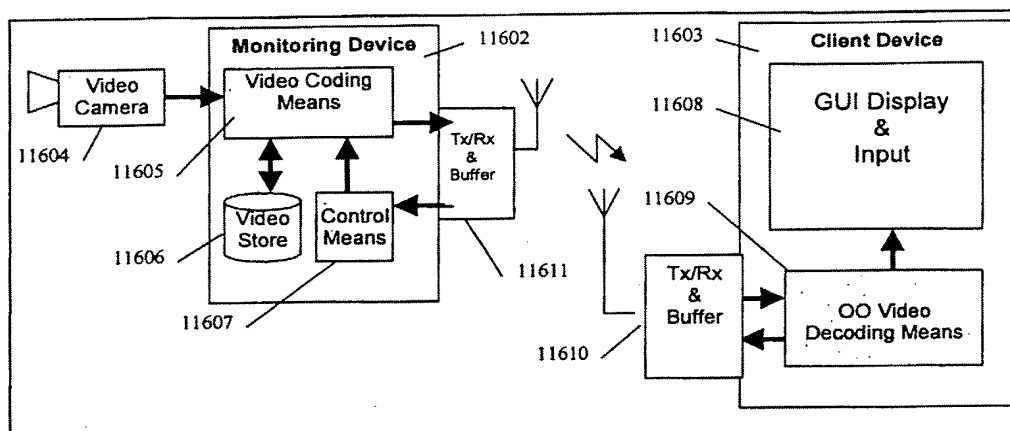 Monitoring Device
11602
11603
Client Device
Video
Camera
Video Coding
Means
11604
11605
Tx/Rx
&
Buffer
11608
GUI Display
&
Input
Video
Store
Control
Means
11606
11607
11611
11609
Tx/Rx
&
Buffer
11610
OO Video
Decoding Means